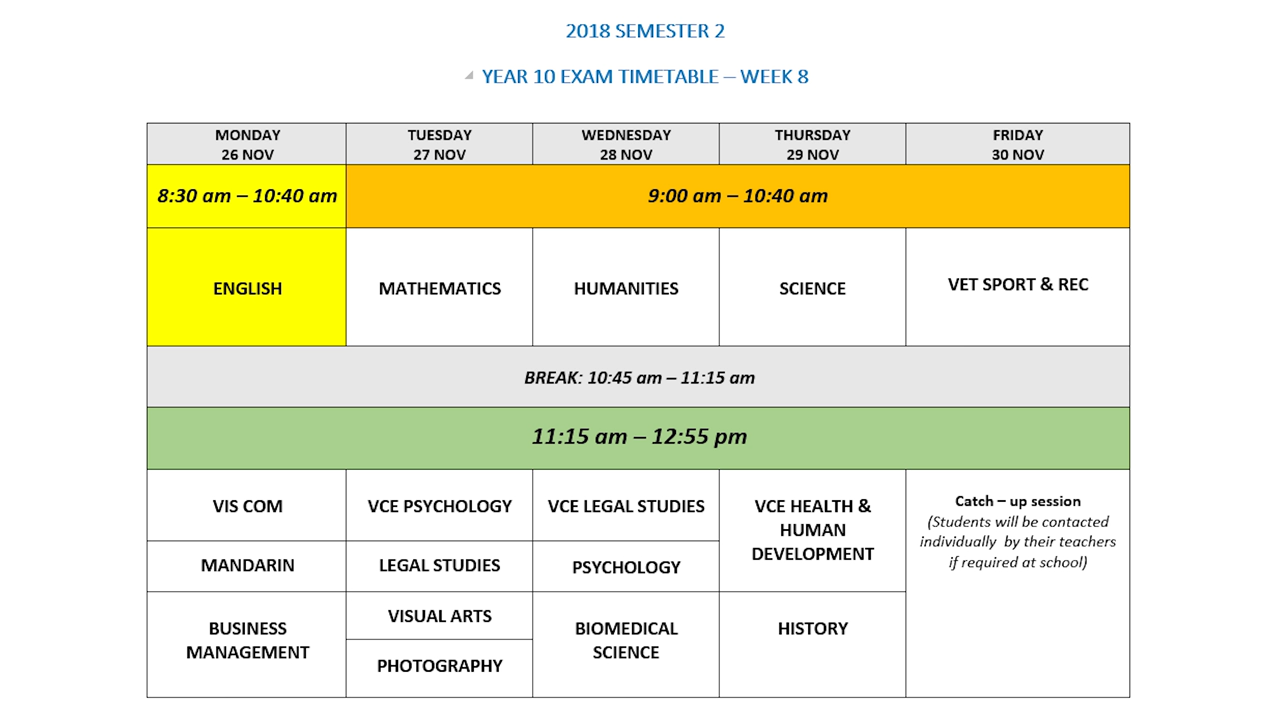 2018 SEMESTER 2
YEAR 10 EXAM TIMETABLE – WEEK 8
MONDAY
26 NOV
TUESDAY
27 NOV
WEDNESDAY
28 NOV
THURSDAY
29 NOV
FRIDAY
30 NOV
8:30 am – 10:40 am
9:00 am – 10:40 am
ENGLISH
MATHEMATICS
HUMANITIES
SCIENCE
VET SPORT & REC
BREAK: 10:45 am – 11:15 am
11:15 am – 12:55 pm
VIS COM
VCE PSYCHOLOGY
VCE LEGAL STUDIES
VCE HEALTH &
HUMAN
DEVELOPMENT
Catch – up session
(Students will be contacted
individually by their teachers
if required at school)
MANDARIN
LEGAL STUDIES
PSYCHOLOGY
BUSINESS
MANAGEMENT
VISUAL ARTS
PHOTOGRAPHY
BIOMEDICAL
SCIENCE
HISTORY